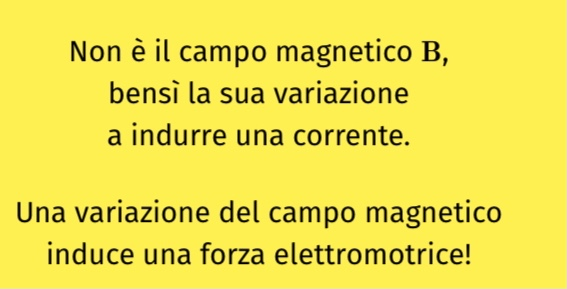 Non è il campo magnetico B,
bensì la sua variazione
a indurre una corrente.
Una variazione del campo magnetico
induce una forza elettromotrice!